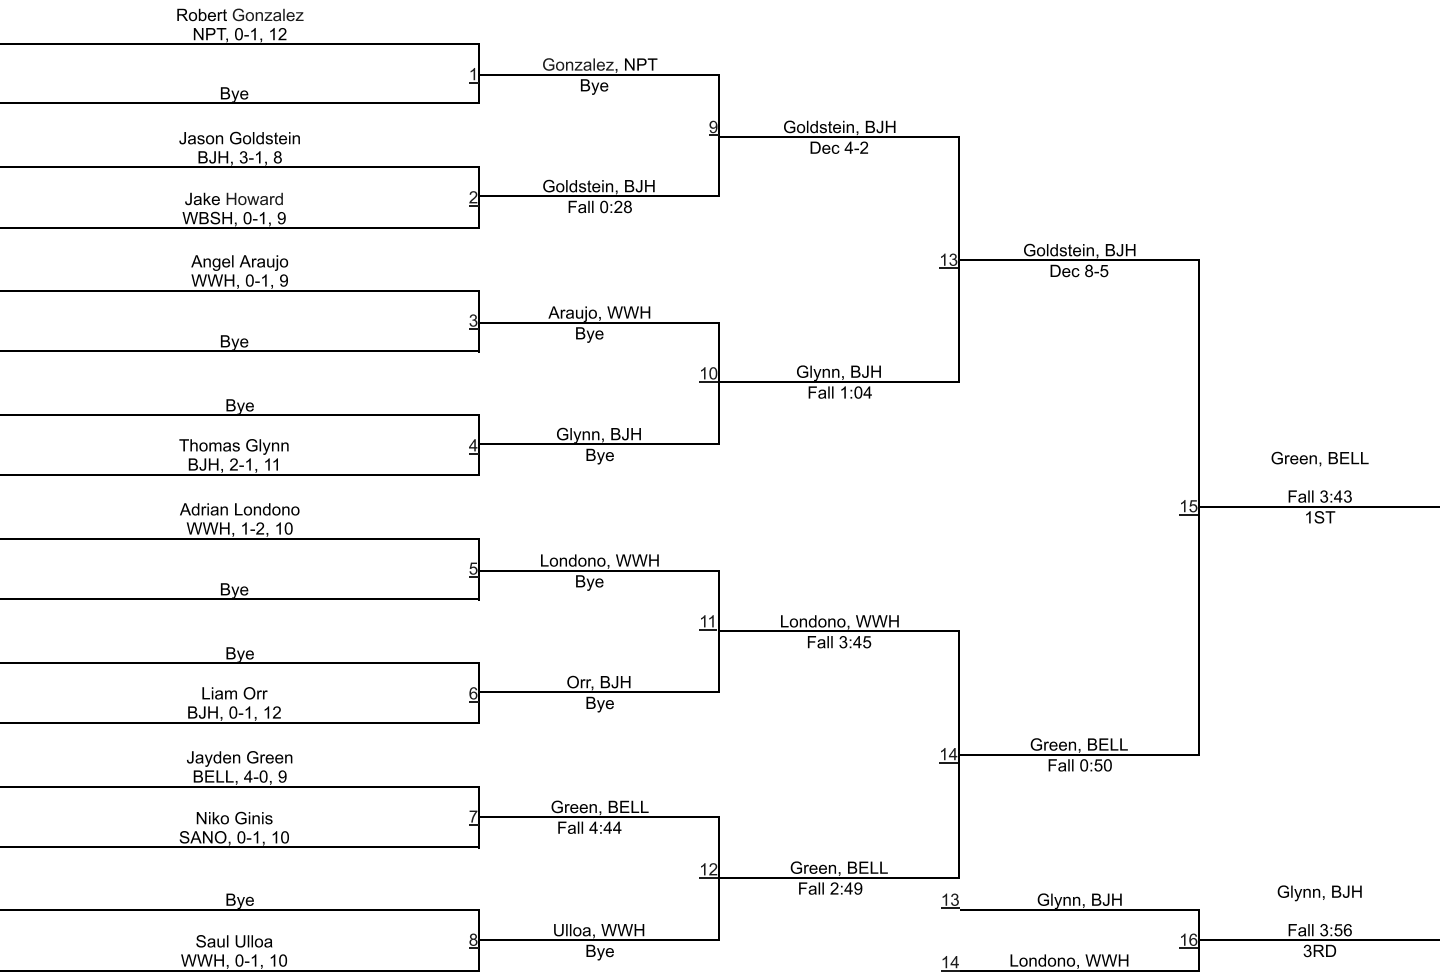 Robert Gonzalez
NPT, 0-1, 12
1
Bye
Gonzalez, NPT
Bye
Jason Goldstein
BJH, 3-1, 8
2
Jake Howard
WBSH, 0-1, 9
Goldstein, BJH
Fall 0:28
9
Goldstein, BJH
Dec 4-2
Angel Araujo
WWH, 0-1, 9
3
Bye
Araujo, WWH
Bye
Bye
4
Thomas Glynn
BJH, 2-1, 11
Glynn, BJH
Bye
10
Glynn, BJH
Fall 1:04
13
Goldstein, BJH
Dec 8-5
Adrian Londono
WWH, 1-2, 10
5
Bye
Londono, WWH
Bye
Bye
6
Liam Orr
BJH, 0-1, 12
Orr, BJH
Bye
11
Londono, WWH
Fall 3:45
Jayden Green
BELL, 4-0, 9
7
Niko Ginis
SANO, 0-1, 10
Green, BELL
Fall 4:44
Bye
8
Saul Ulloa
WWH, 0-1, 10
Ulloa, WWH
Bye
12
Green, BELL
Fall 2:49
14
Green, BELL
Fall 0:50
15
Green, BELL
Fall 3:43
1ST
13
Glynn, BJH
14
Londono, WWH
16
Glynn, BJH
Fall 3:56
3RD